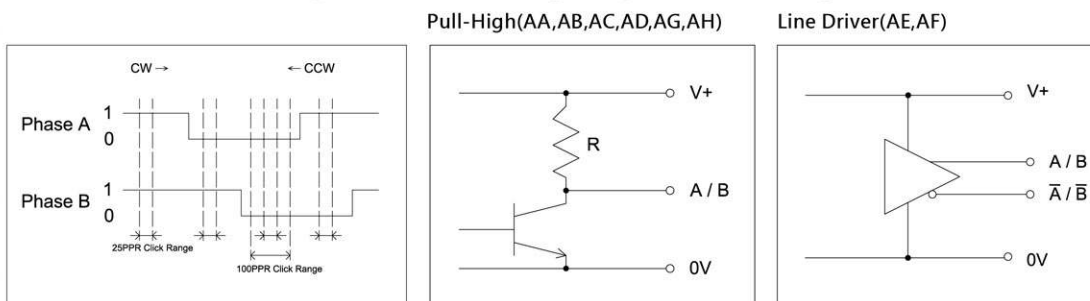 Pull-High(AA,AB,AC,AD,AG,AH)
Line Driver(AE,AF)
CW →
← CCW
Phase A
1
0
Phase B
1
0
25PPR Click Range
100PPR Click Range
V+
R
A / B
0V
V+
A / B
A̅ / B̅
0V